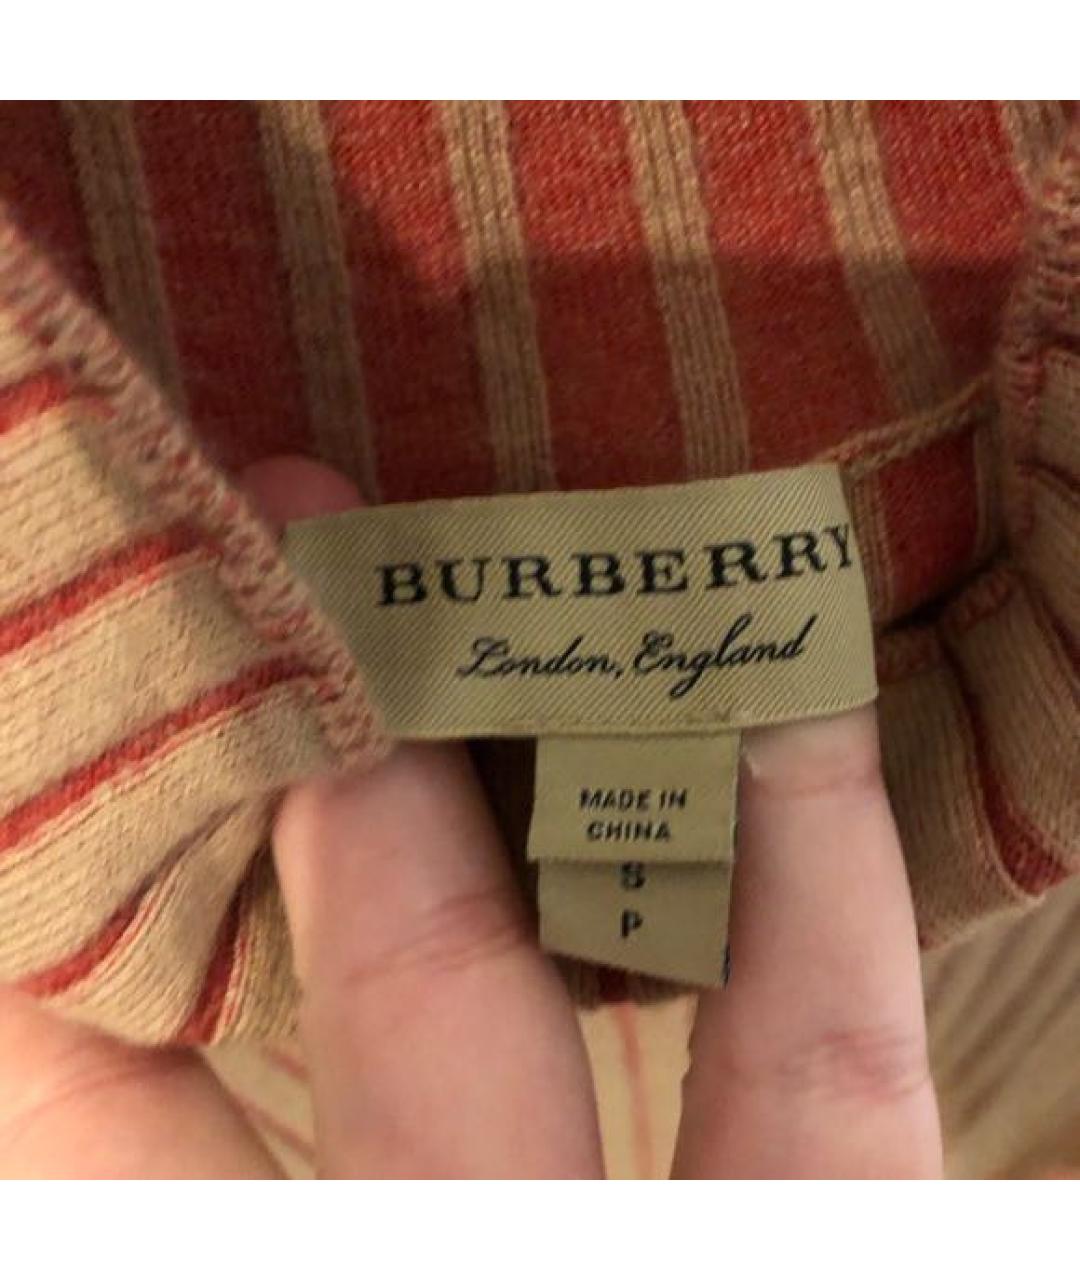 BURBERRY
London, England
MADE IN
CHINA
S
P